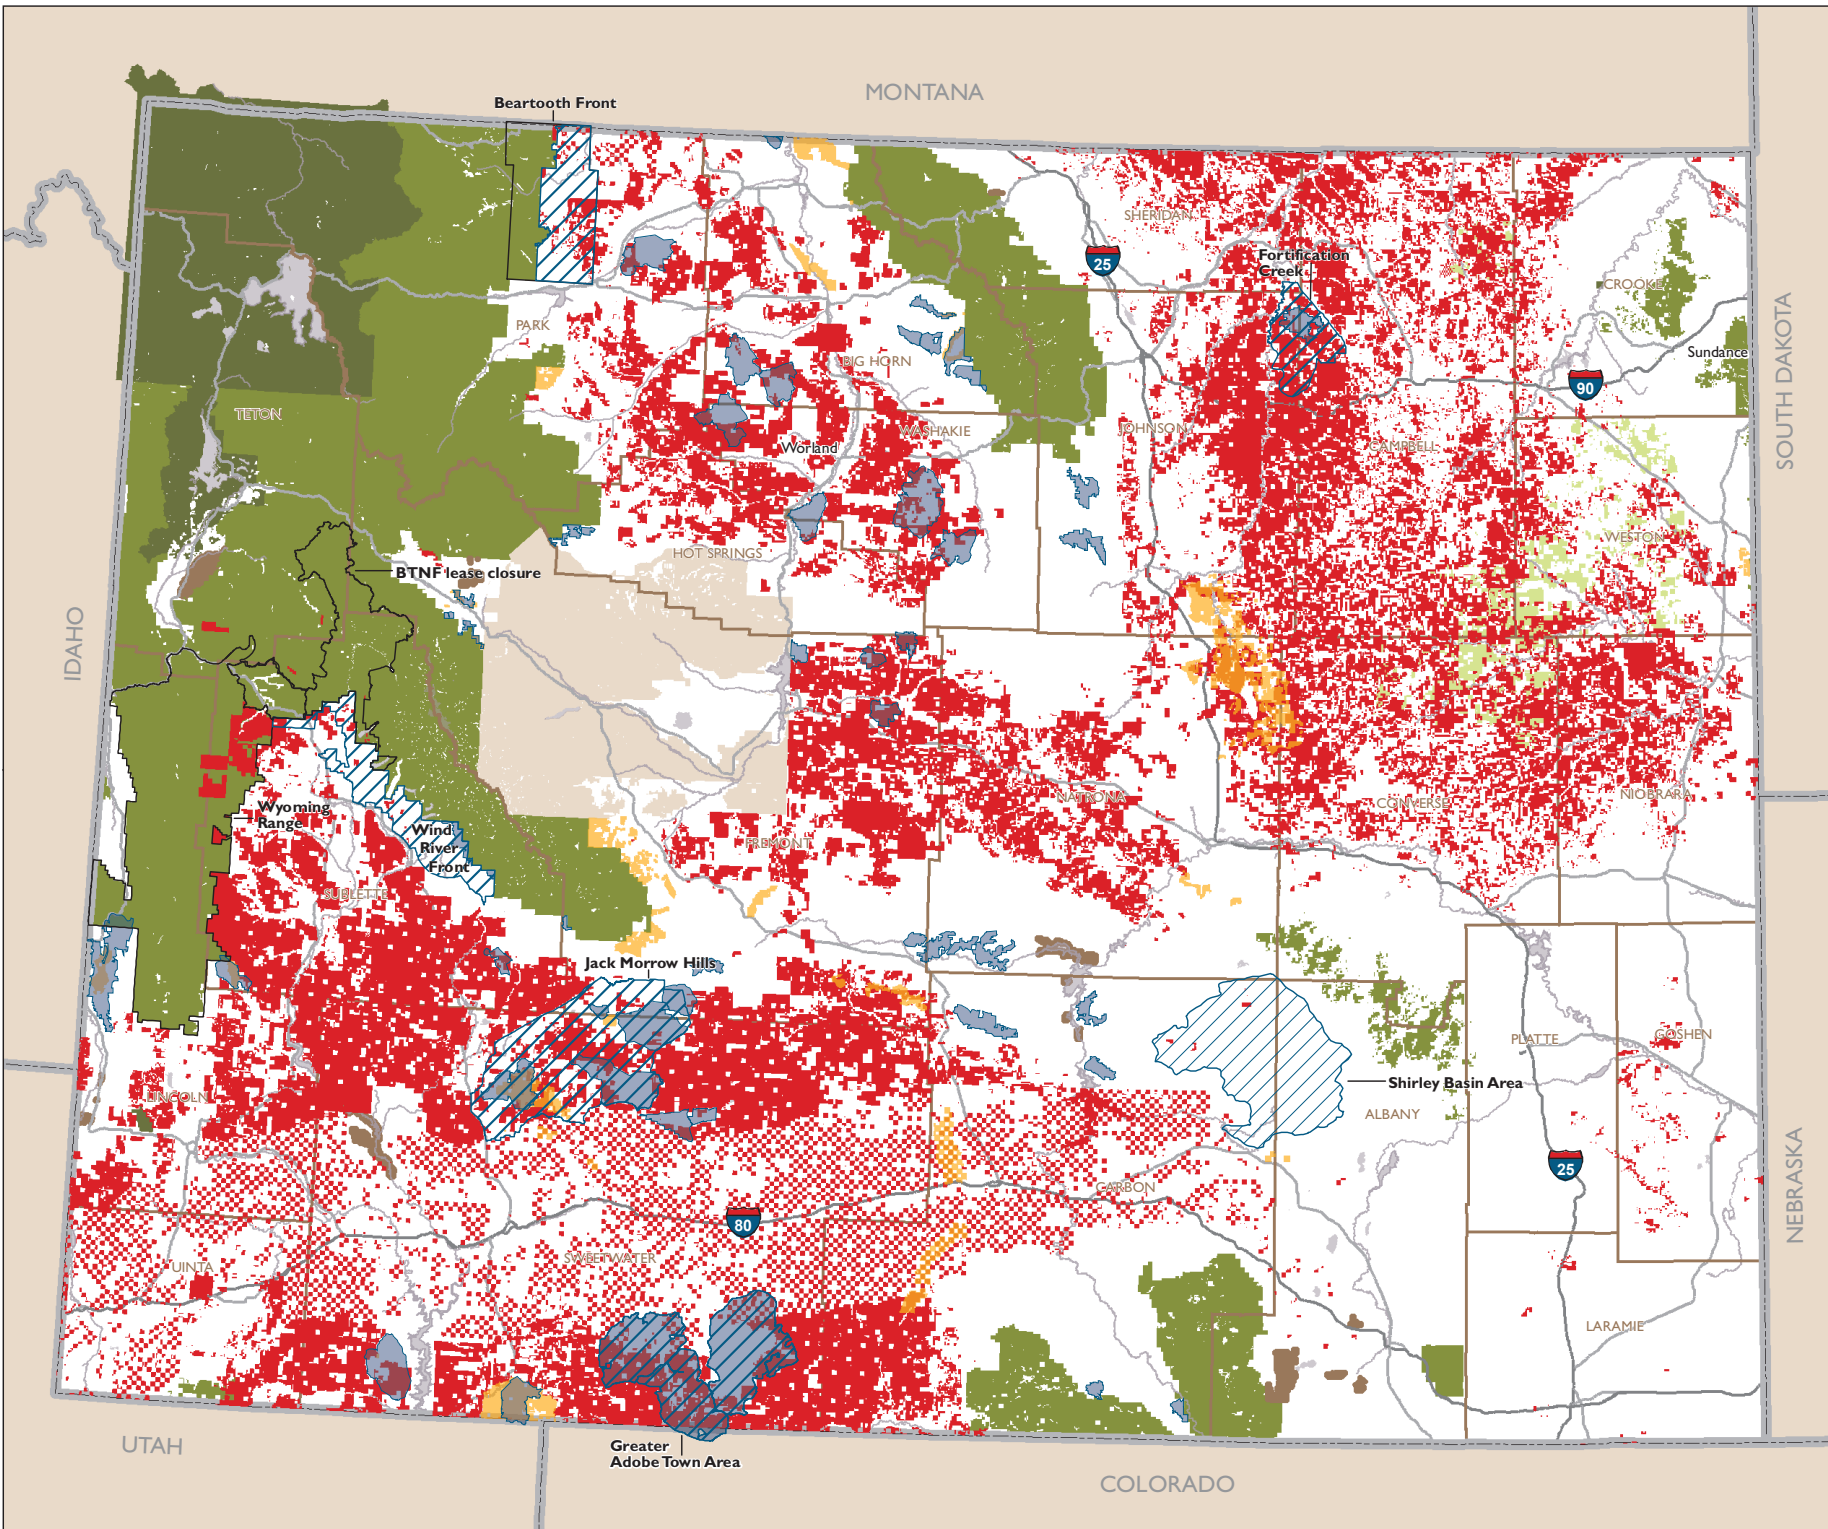 MONTANA
Beartooth Front
SHERIDAN
25
Fortification
Creek
CROOK
PARK
SOUTH DAKOTA
Sundance
BIG HORN
90
TETON
WASHAKIE
JOHNSON
CAMPBELL
Worland
WESTON
HOT SPRINGS
BTNF lease closure
IDAHO
Wyoming
Range
NATRONA
CONVERSE
NIOBRARA
Wind
River
Front
FREMONT
SUBLETTE
Jack Morrow Hills
PLATTE
GOSHEN
Shirley Basin Area
LINCOLN
ALBANY
25
NEBRASKA
CARBON
80
SWEETWATER
UINTA
LARAMIE
UTAH
Greater
Adobe Town Area
COLORADO